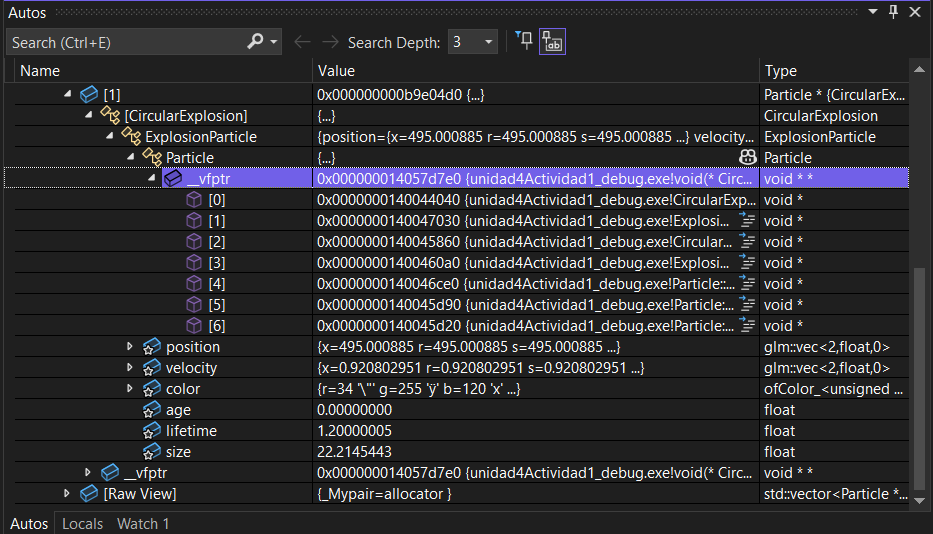 Autos
Search (Ctrl+E) Search Depth: 3
Name Value Type
[1] 0x000000000b9e04d0 {...} Particle * {CircularEx...
[CircularExplosion] {...} CircularExplosion
ExplosionParticle {position={x=495.000885 r=495.000885 s=495.000885 ...} velocity... ExplosionParticle
Particle {...} Particle
__vfptr 0x000000014057d7e0 {unidad4Actividad1_debug.exe!void(* Circ... void * *
[0] 0x0000000140044040 {unidad4Actividad1_debug.exe!CircularExp... void *
[1] 0x0000000140047030 {unidad4Actividad1_debug.exe!Explosi... void *
[2] 0x0000000140045860 {unidad4Actividad1_debug.exe!Circular... void *
[3] 0x00000001400460a0 {unidad4Actividad1_debug.exe!Explosi... void *
[4] 0x0000000140046ce0 {unidad4Actividad1_debug.exe!Particle::... void *
[5] 0x0000000140045d90 {unidad4Actividad1_debug.exe!Particle:... void *
[6] 0x0000000140045d20 {unidad4Actividad1_debug.exe!Particle:... void *
position {x=495.000885 r=495.000885 s=495.000885 ...} glm::vec<2,float,0>
velocity {x=0.920802951 r=0.920802951 s=0.920802951 ...} glm::vec<2,float,0>
color {r=34 '\"' g=255 'ÿ' b=120 'x' ...} ofColor_<unsigned ...
age 0.00000000 float
lifetime 1.20000005 float
size 22.2145443 float
__vfptr 0x000000014057d7e0 {unidad4Actividad1_debug.exe!void(* Circ... void * *
[Raw View] {_Mypair=allocator } std::vector<Particle *...
Autos Locals Watch 1